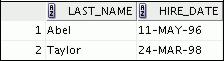 LAST_NAME HIRE_DATE
1 Abel 11-MAY-96
2 Taylor 24-MAR-98